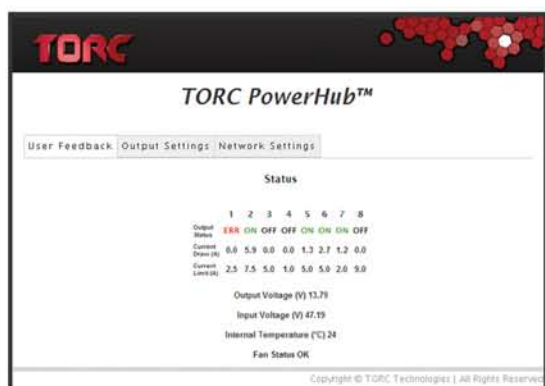 TORC
TORC PowerHub™
User Feedback Output Settings Network Settings
Status
1 2 3 4 5 6 7 8
Output Status ERR ON OFF OFF ON ON ON OFF
Current Draw (A) 0.0 5.9 0.0 0.0 1.3 2.7 1.2 0.0
Current Limit (A) 2.5 7.5 5.0 1.0 5.0 5.0 2.0 9.0
Output Voltage (V) 13.79
Input Voltage (V) 47.19
Internal Temperature (°C) 24
Fan Status OK
Copyright © TORC Technologies | All Rights Reserved